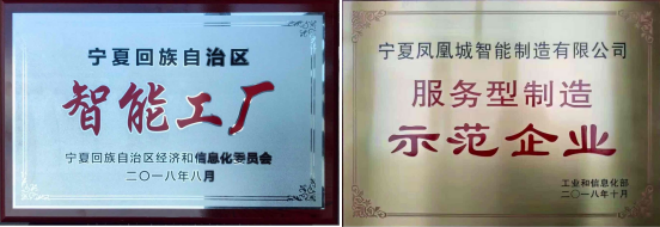 宁夏回族自治区
智能工厂
宁夏回族自治区经济和信息化委员会
二〇一八年八月
宁夏凤凰城智能制造有限公司
服务型制造
示范企业
工业和信息化部
二〇一八年十月